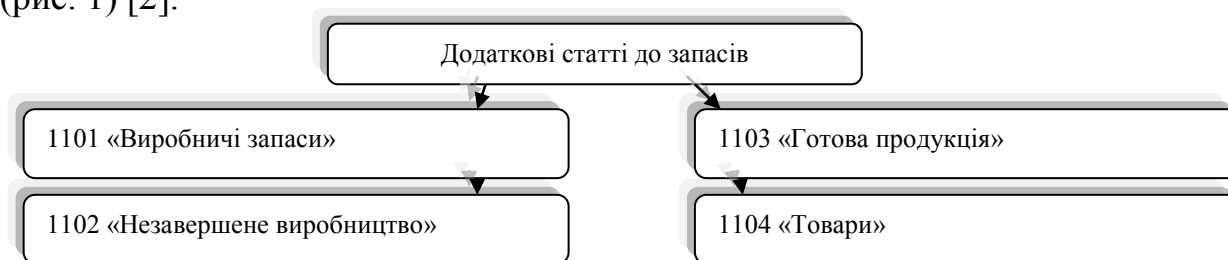 (рис. 1) [2].
Додаткові статті до запасів
1101 «Виробничі запаси»
1103 «Готова продукція»
1102 «Незавершене виробництво»
1104 «Товари»